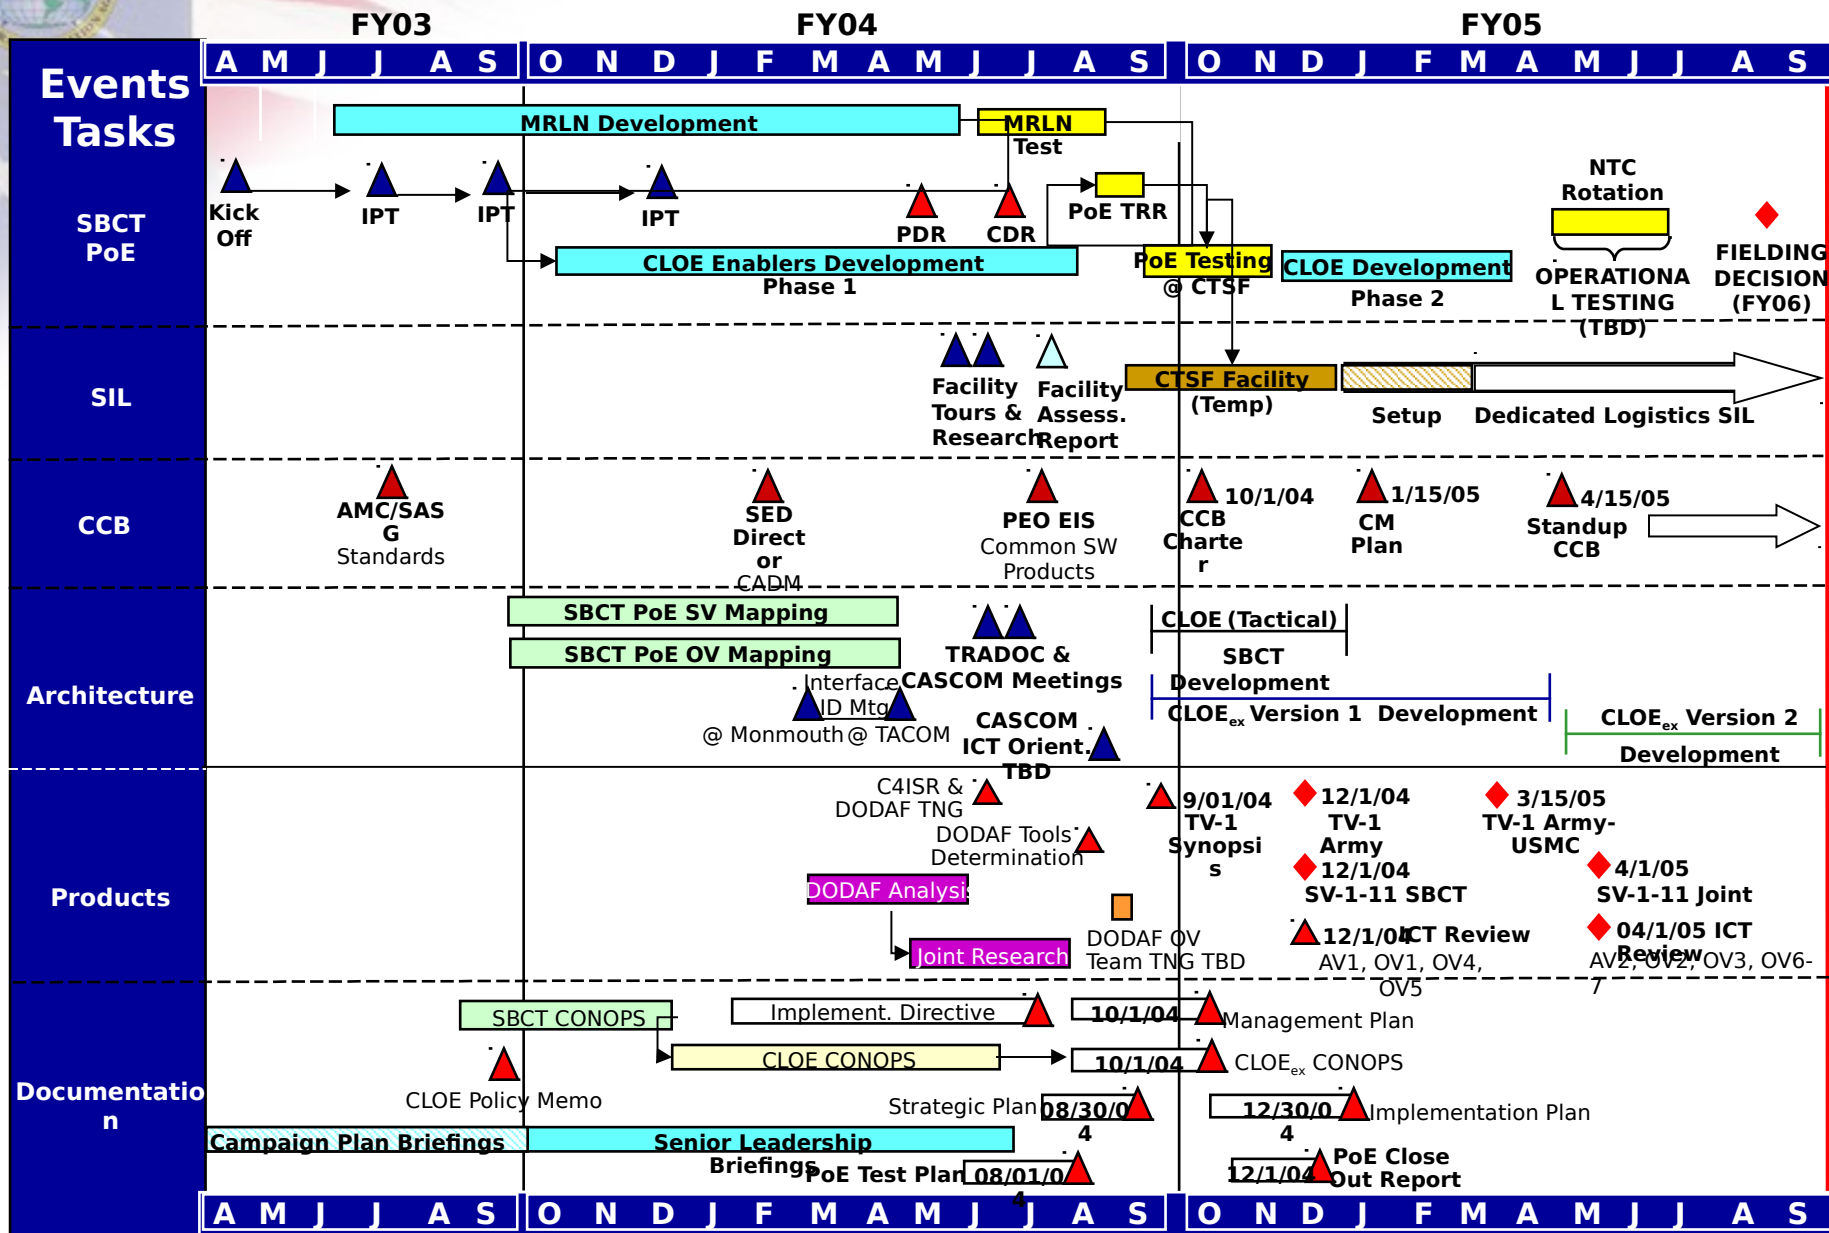 FY03 FY04 FY05
A M J J A S O N D J F M A M J J A S O N D J F M A M J J A S
Events
Tasks
MRLN Development
MRLN
Test
Kick
Off
IPT
IPT
IPT
PDR
CDR
PoE TRR
NTC
Rotation
SBCT
PoE
CLOE Enablers Development
Phase 1
PoE Testing
@ CTSF
CLOE Development
Phase 2
OPERATIONA
L TESTING
(TBD)
FIELDING
DECISION
(FY06)
SIL
Facility
Tours &
Research
Facility
Assess.
Report
CTSF Facility
(Temp)
Setup
Dedicated Logistics SIL
CCB
AMC/SAS
G
Standards
SED
Direct
or
CADM
PEO EIS
Common SW
Products
10/1/04
CCB
Charte
r
1/15/05
CM
Plan
4/15/05
Standup
CCB
Architecture
SBCT PoE SV Mapping
SBCT PoE OV Mapping
Interface
ID Mtg
@ Monmouth
@ TACOM
TRADOC &
CASCOM Meetings
CASCOM
ICT Orient.
TBD
CLOE (Tactical)
SBCT
Development
CLOEex Version 1 Development
CLOEex Version 2
Development
Products
C4ISR &
DODAF TNG
DODAF Tools
Determination
DODAF Analysis
Joint Research
DODAF OV
Team TNG TBD
9/01/04
TV-1
Synopsi
s
12/1/04
TV-1
Army
12/1/04
SV-1-11 SBCT
12/1/04
ICT Review
AV1, OV1, OV4,
OV5
3/15/05
TV-1 Army-
USMC
4/1/05
SV-1-11 Joint
04/1/05 ICT
Review
AV2, OV2, OV3, OV6-
7
Documentatio
n
SBCT CONOPS
Implement. Directive
10/1/04
Management Plan
CLOE CONOPS
10/1/04
CLOEex CONOPS
CLOE Policy Memo
Strategic Plan
08/30/0
4
12/30/0
4
Implementation Plan
Campaign Plan Briefings
Senior Leadership
Briefings
PoE Test Plan
08/01/0
4
12/1/04
PoE Close
Out Report
A M J J A S O N D J F M A M J J A S O N D J F M A M J J A S